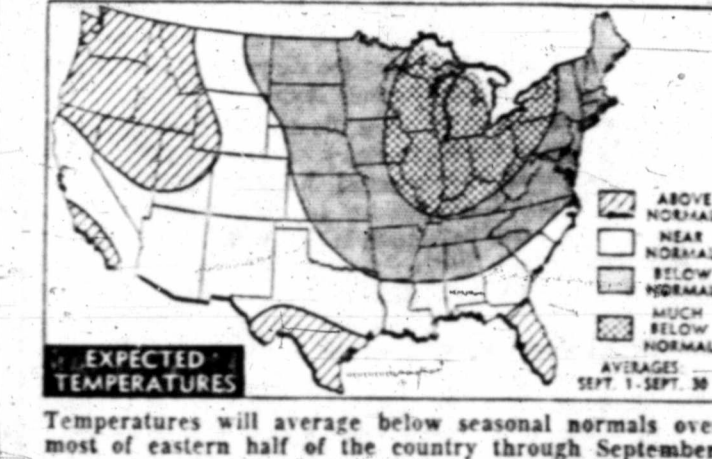 ABOVE
NORMAL
NEAR
NORMAL
BELOW
NORMAL
MUCH
BELOW
NORMAL
AVERAGES
SEPT. 1-SEPT. 30
EXPECTED
TEMPERATURES
Temperatures will average below seasonal normals ove
most of eastern half of the country through September